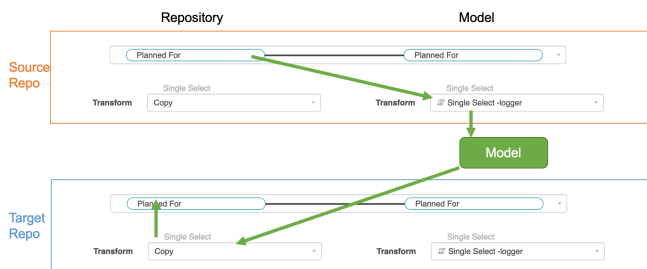 Repository Model
Source
Repo
Planned For Planned For
Single Select Single Select
Transform Copy Transform Single Select -logger
Model
Target
Repo
Planned For Planned For
Single Select Single Select
Transform Copy Transform Single Select -logger